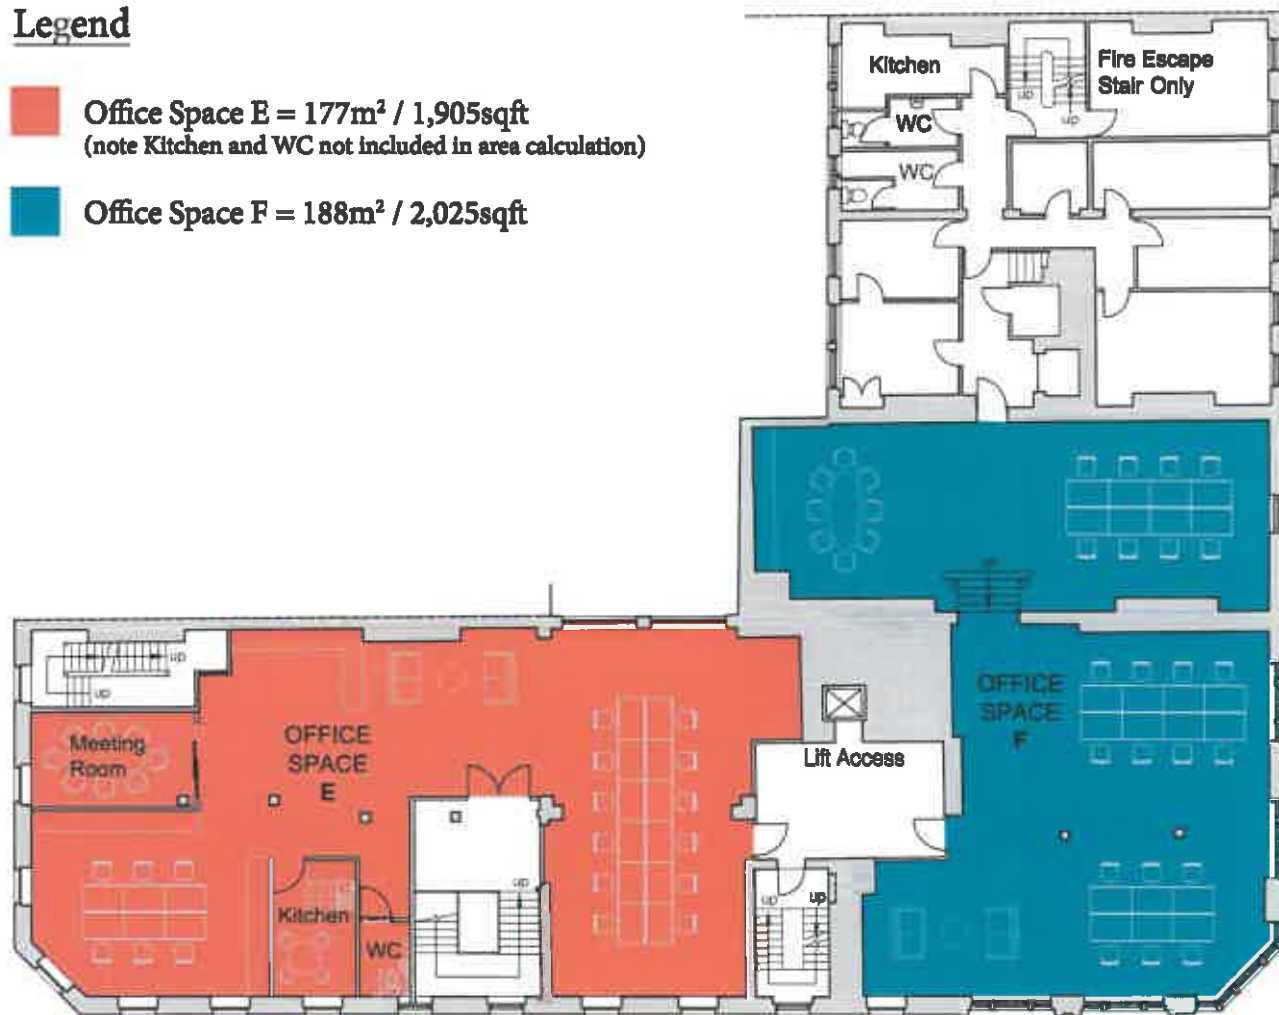 Legend
Office Space E = 177m² / 1,905sqft
(note Kitchen and WC not included in area calculation)
Office Space F = 188m² / 2,025sqft
Kitchen
Fire Escape
Stair Only
up
up
WC
WC
up
OFFICE
SPACE
F
up
up
Meeting
Room
OFFICE
SPACE
E
Lift Access
Kitchen
WC
up
up
up